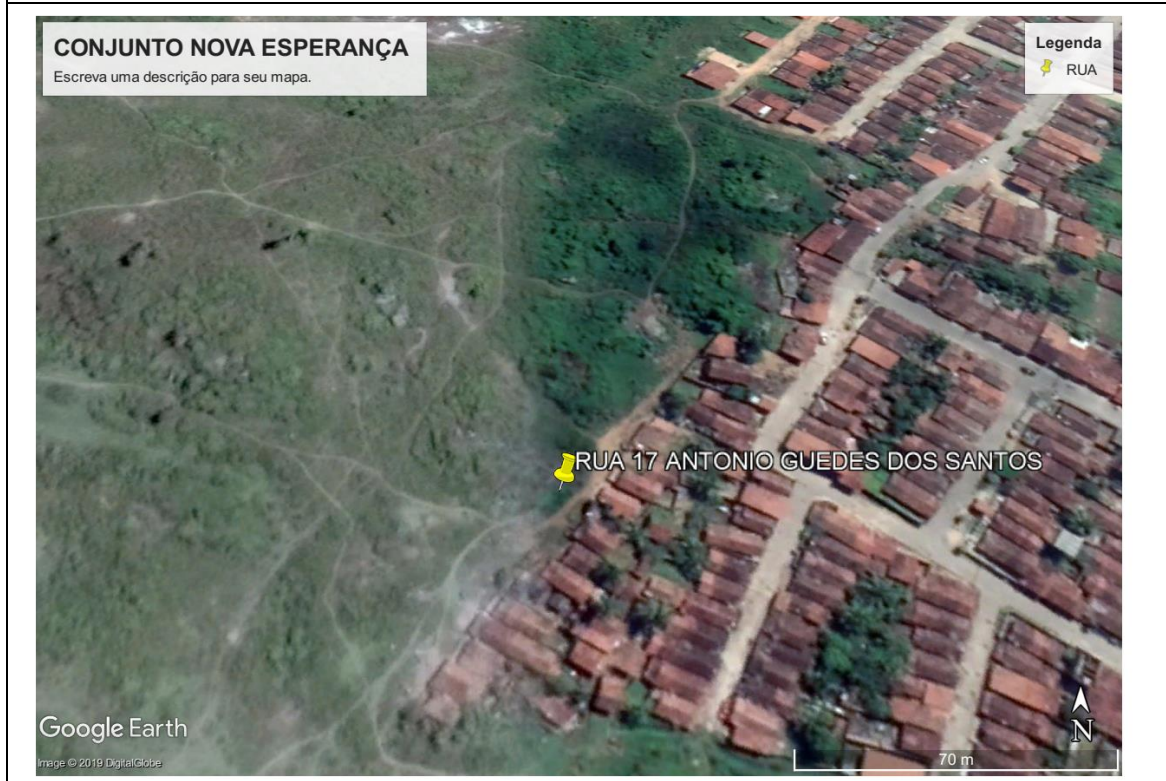 CONJUNTO NOVA ESPERANÇA
Escreva uma descrição para seu mapa.
Legenda
RUA
RUA 17 ANTONIO GUEDES DOS SANTOS
Google Earth
Image © 2019 DigitalGlobe
N
70 m